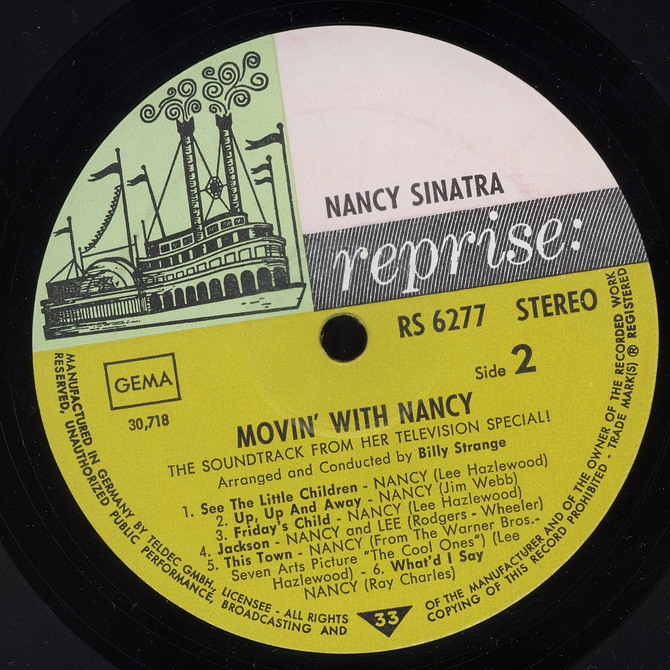 NANCY SINATRA
reprise:
RS 6277 STEREO
GEMA
Side 2
30,718
MOVIN' WITH NANCY
THE SOUNDTRACK FROM HER TELEVISION SPECIAL!
Arranged and Conducted by Billy Strange
1. See The Little Children - NANCY (Lee Hazlewood)
2. Up, Up And Away - NANCY (Jim Webb)
3. Friday's Child - NANCY (Lee Hazlewood)
4. Jackson - NANCY and LEE (Rodgers - Wheeler)
5. This Town - NANCY (From The Warner Bros.-
Seven Arts Picture "The Cool Ones") (Lee
Hazlewood) - 6. What'd I Say
NANCY (Ray Charles)
33
MANUFACTURED IN GERMANY BY TELDEC GMBH., LICENSEE - ALL RIGHTS
RESERVED, UNAUTHORIZED PUBLIC PERFORMANCE, BROADCASTING AND
OF THE MANUFACTURER AND OF THE OWNER OF THE RECORDED WORK
COPYING OF THIS RECORD PROHIBITED - TRADE MARK(S) ® REGISTERED